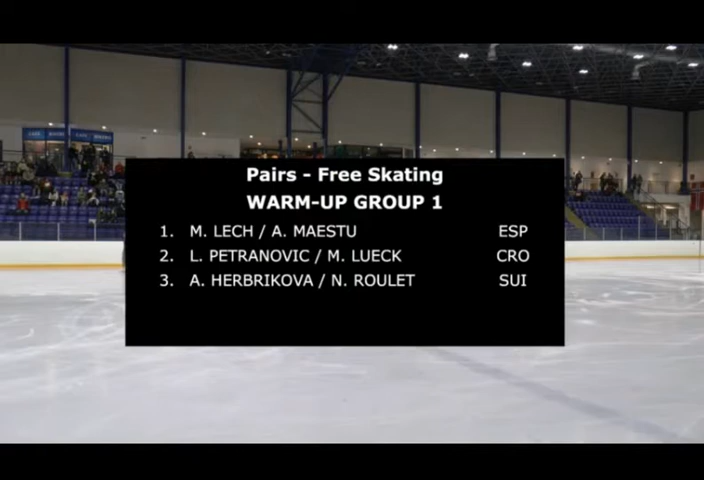 Pairs - Free Skating
WARM-UP GROUP 1
1. M. LECH / A. MAESTU ESP
2. L. PETRANOVIC / M. LUECK CRO
3. A. HERBRIKOVA / N. ROULET SUI